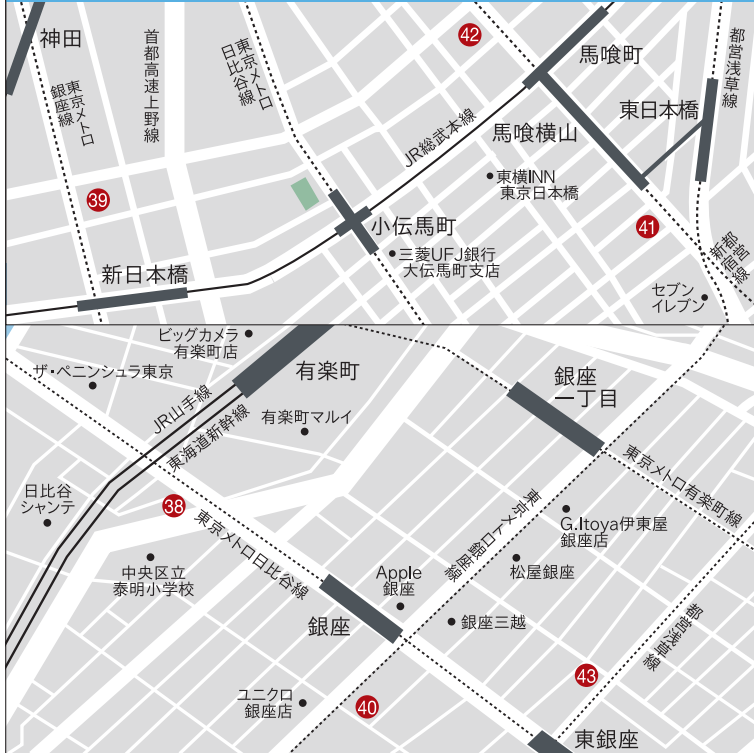 神田
首都高速上野線
東京メトロ
日比谷線
42
馬喰町
都営浅草線
東京メトロ
銀座線
東日本橋
JR総武本線
馬喰横山
東横INN
東京日本橋
39
小伝馬町
41
三菱UFJ銀行
大伝馬町支店
新日本橋
都営
新宿線
セブン
イレブン
ビッグカメラ
有楽町店
ザ・ペニンシュラ東京
有楽町
銀座
一丁目
JR山手線
東海道新幹線
有楽町マルイ
東京メトロ有楽町線
日比谷
シャンテ
38
東京メトロ日比谷線
東京メトロ銀座線
G.Itoya伊東屋
銀座店
中央区立
泰明小学校
Apple
銀座
松屋銀座
銀座
銀座三越
都営浅草線
43
ユニクロ
銀座店
40
東銀座